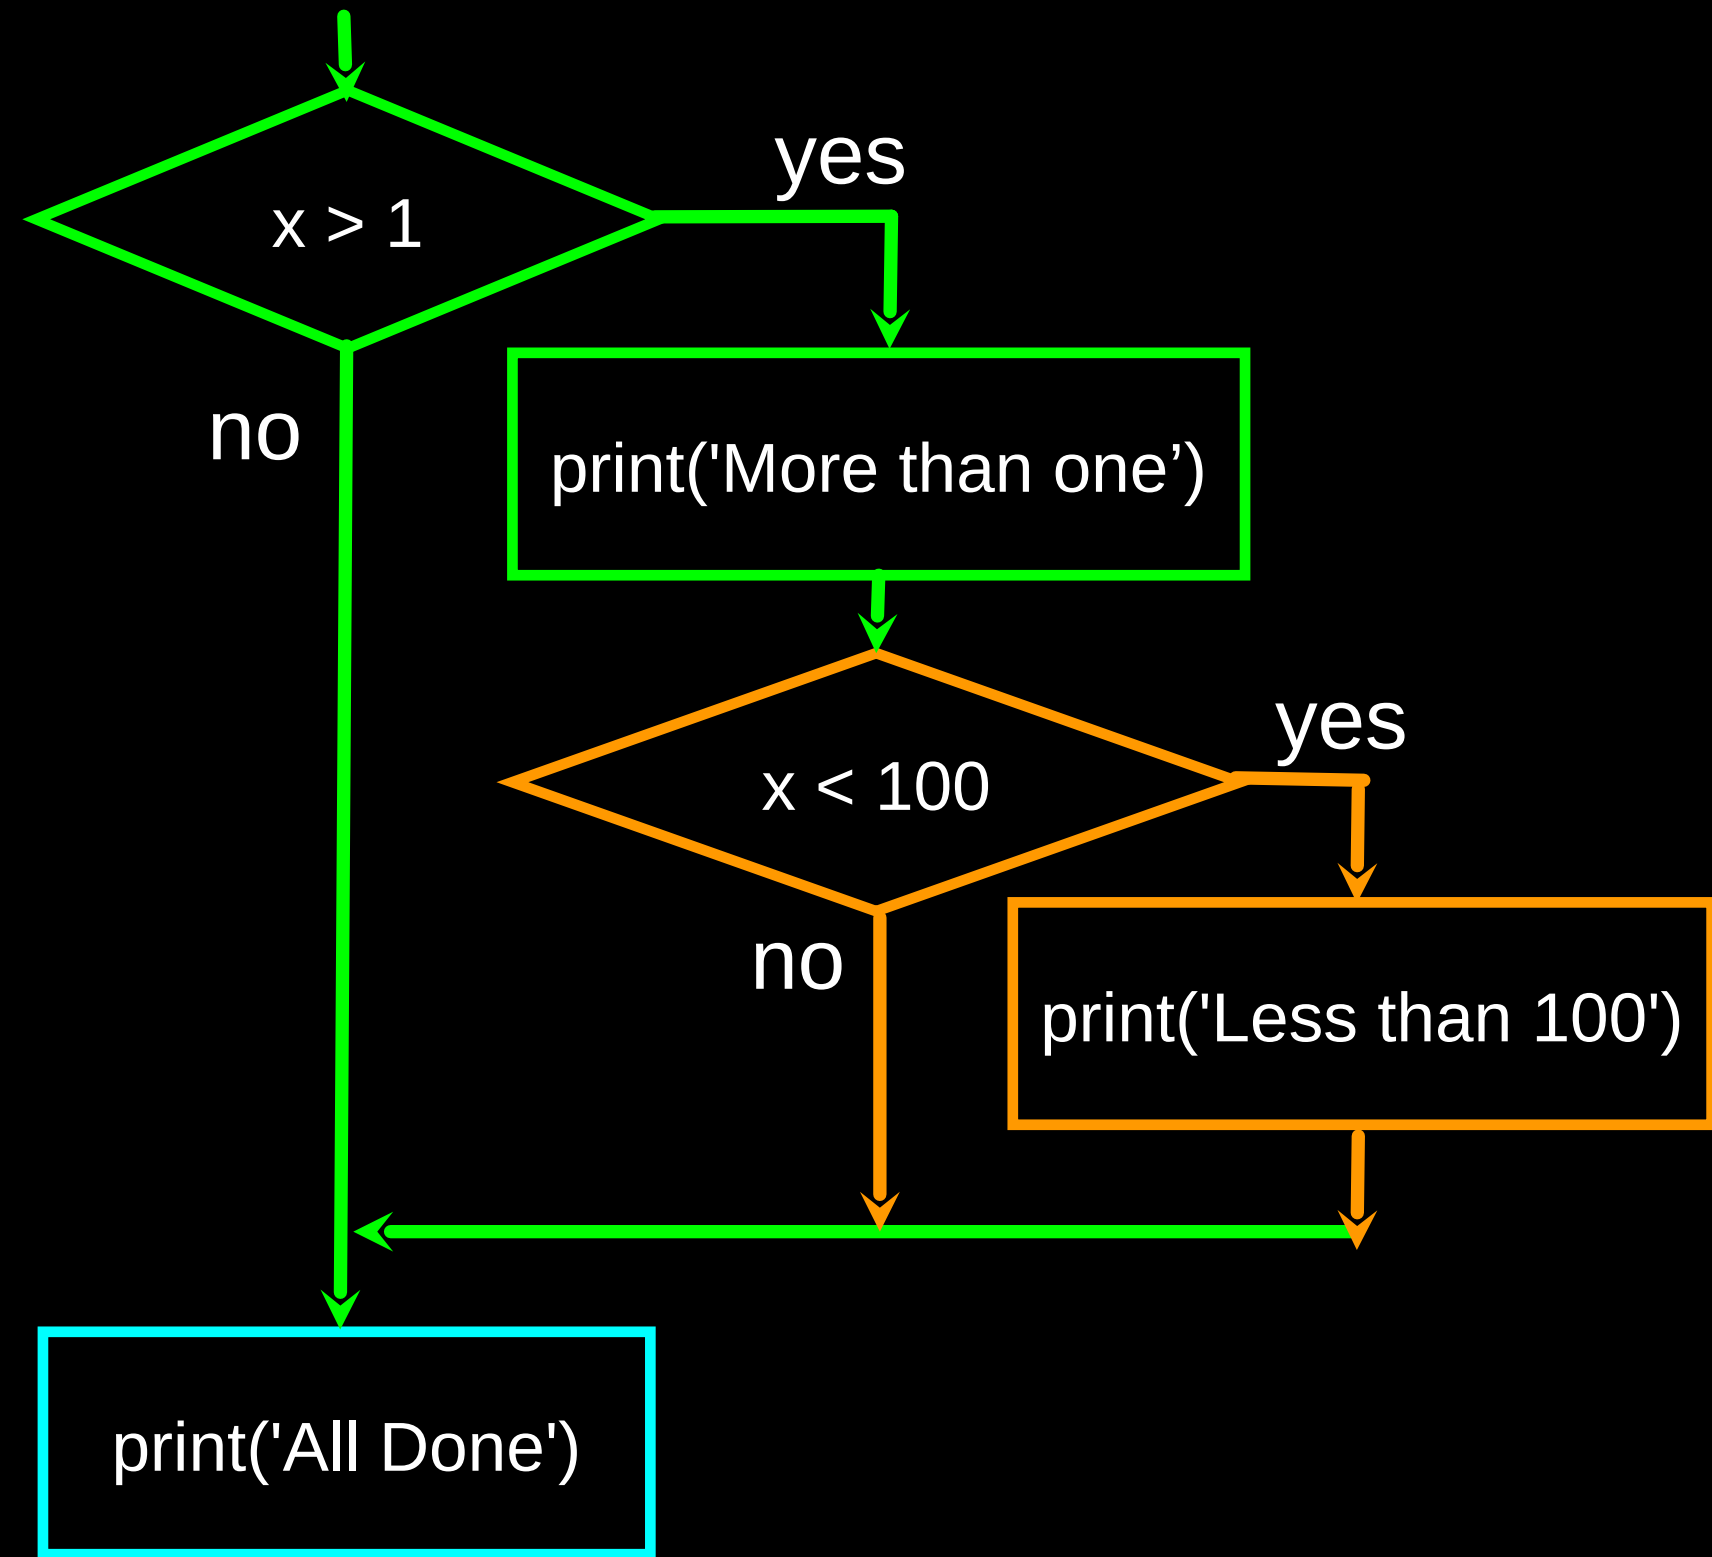 yes
x > 1
no
print('More than one’)
yes
x < 100
no
print('Less than 100')
print('All Done')